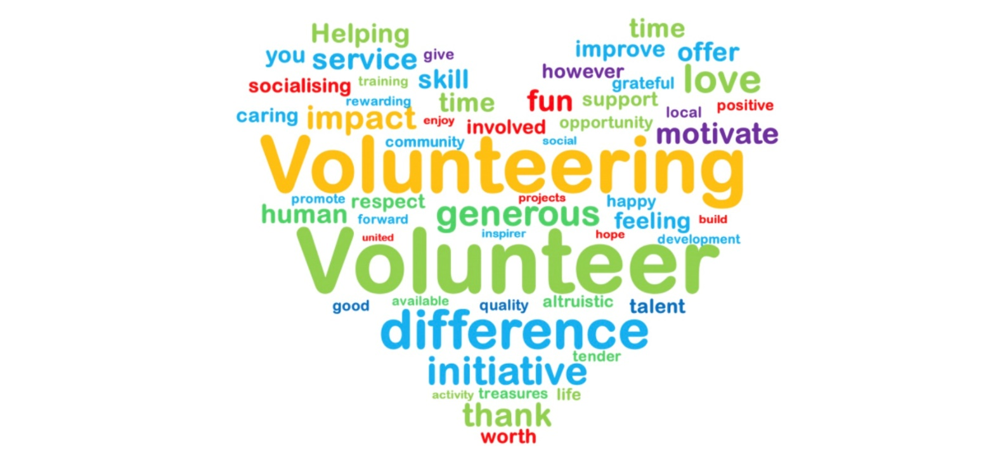 Helping time
you service give improve offer
socialising training skill however grateful love
rewarding time fun support local positive
caring impact enjoy involved opportunity motivate
community social
Volunteering
promote respect projects happy
human forward generous feeling build
united inspirer hope development
Volunteer
good available quality altruistic talent
difference
tender
initiative
activity treasures life
thank
worth